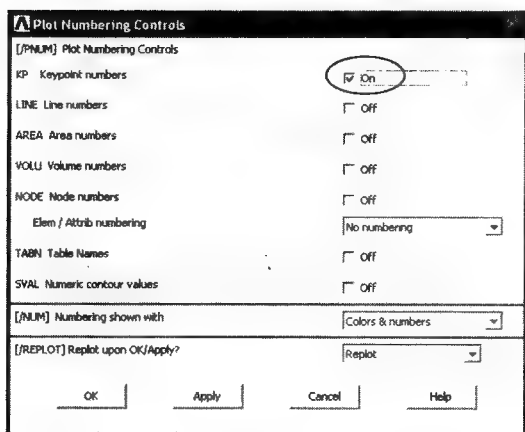 Plot Numbering Controls
[/PNUM] Plot Numbering Controls
KP Keypoint numbers On
LINE Line numbers Off
AREA Area numbers Off
VOLU Volume numbers Off
NODE Node numbers Off
Elem / Attrib numbering No numbering
TABN Table Names Off
SVAL Numeric contour values Off
[/NUM] Numbering shown with Colors & numbers
[/REPLOT] Replot upon OK/Apply? Replot
OK Apply Cancel Help